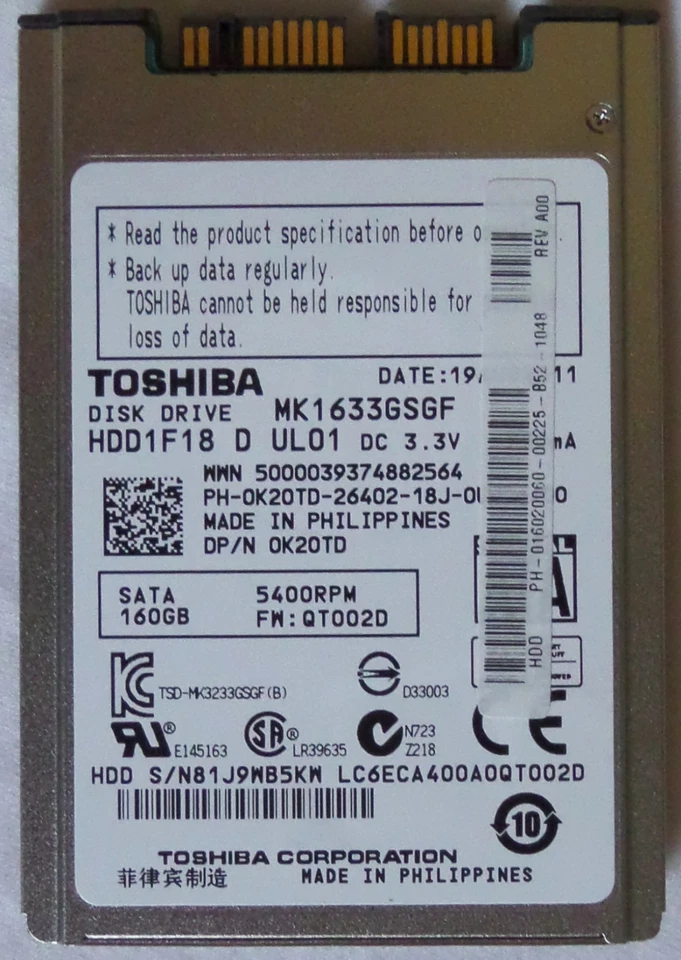 * Read the product specification before
* Back up data regularly.
TOSHIBA cannot be held responsible for
loss of data.
TOSHIBA DATE:19/ 11
DISK DRIVE MK1633GSGF
HDD1F18 D UL01 DC 3.3V mA
WWN 5000039374882564
PH-0K20TD-26402-18J-0
MADE IN PHILIPPINES
DP/N 0K20TD
SATA 5400RPM
160GB FW:QT002D
TSD-MK3233GSGF(B) D33003
E145163 LR39635 N723
Z218
HDD S/N81J9WB5KW LC6ECA400A0QT002D
10
TOSHIBA CORPORATION
菲律宾制造 MADE IN PHILIPPINES
HDD PH-016020060-00225-B52-1048 REV A00